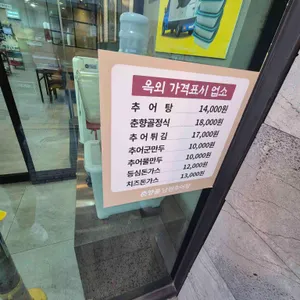 옥외 가격표시 업소
추어탕 14,000원
춘향골정식 18,000원
추어튀김 17,000원
추어군만두 10,000원
추어물만두 10,000원
등심돈가스 12,000원
치즈돈가스 13,000원